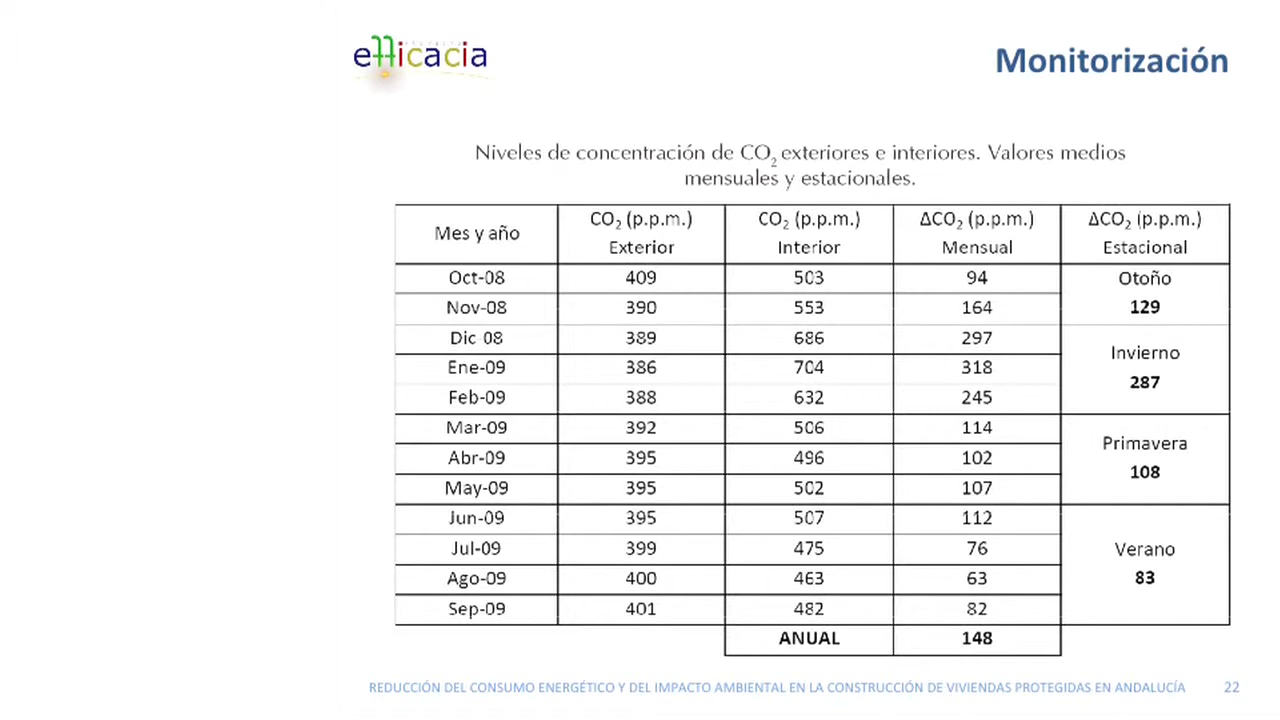 efficacia
Monitorización
Niveles de concentración de CO2 exteriores e interiores. Valores medios
mensuales y estacionales.
Mes y año CO2 (p.p.m.) Exterior CO2 (p.p.m.) Interior ΔCO2 (p.p.m.) Mensual ΔCO2 (p.p.m.) Estacional
Oct-08 409 503 94 Otoño
Nov-08 390 553 164 129
Dic-08 389 686 297
Invierno
Ene-09 386 704 318
287
Feb-09 388 632 245
Mar-09 392 506 114
Primavera
Abr-09 395 496 102
108
May-09 395 502 107
Jun-09 395 507 112
Jul-09 399 475 76 Verano
Ago-09 400 463 63 83
Sep-09 401 482 82
ANUAL 148
REDUCCIÓN DEL CONSUMO ENERGÉTICO Y DEL IMPACTO AMBIENTAL EN LA CONSTRUCCIÓN DE VIVIENDAS PROTEGIDAS EN ANDALUCÍA 22